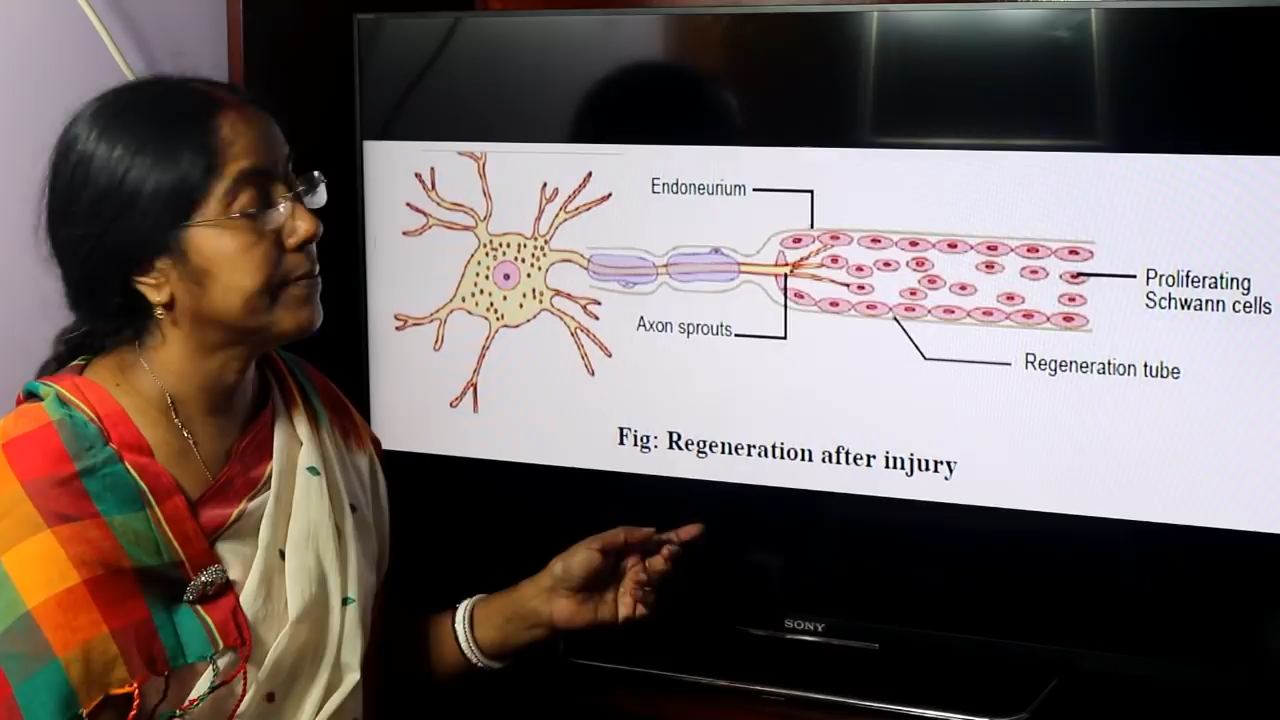 Endoneurium
Axon sprouts
Proliferating
Schwann cells
Regeneration tube
Fig: Regeneration after injury
SONY